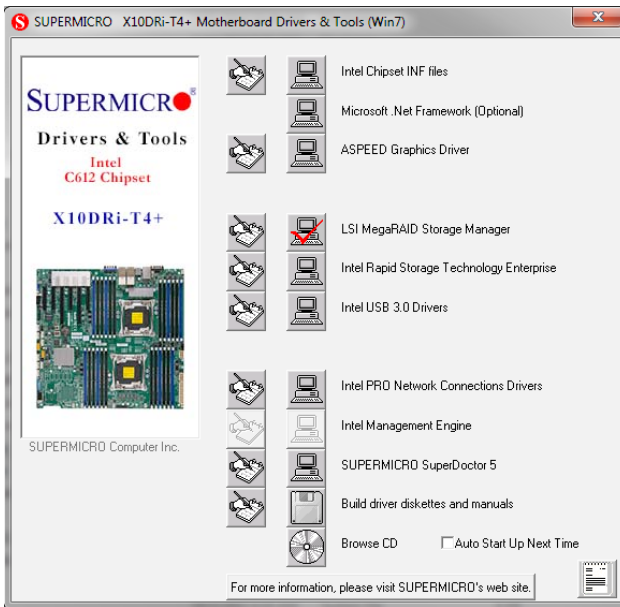 SUPERMICRO X10DRi-T4+ Motherboard Drivers & Tools (Win7)
SUPERMICRO®
Drivers & Tools
Intel
C612 Chipset
X10DRi-T4+
SUPERMICRO Computer Inc.
Intel Chipset INF files
Microsoft .Net Framework (Optional)
ASPEED Graphics Driver
LSI MegaRAID Storage Manager
Intel Rapid Storage Technology Enterprise
Intel USB 3.0 Drivers
Intel PRO Network Connections Drivers
Intel Management Engine
SUPERMICRO SuperDoctor 5
Build driver diskettes and manuals
Browse CD
Auto Start Up Next Time
For more information, please visit SUPERMICRO's web site.